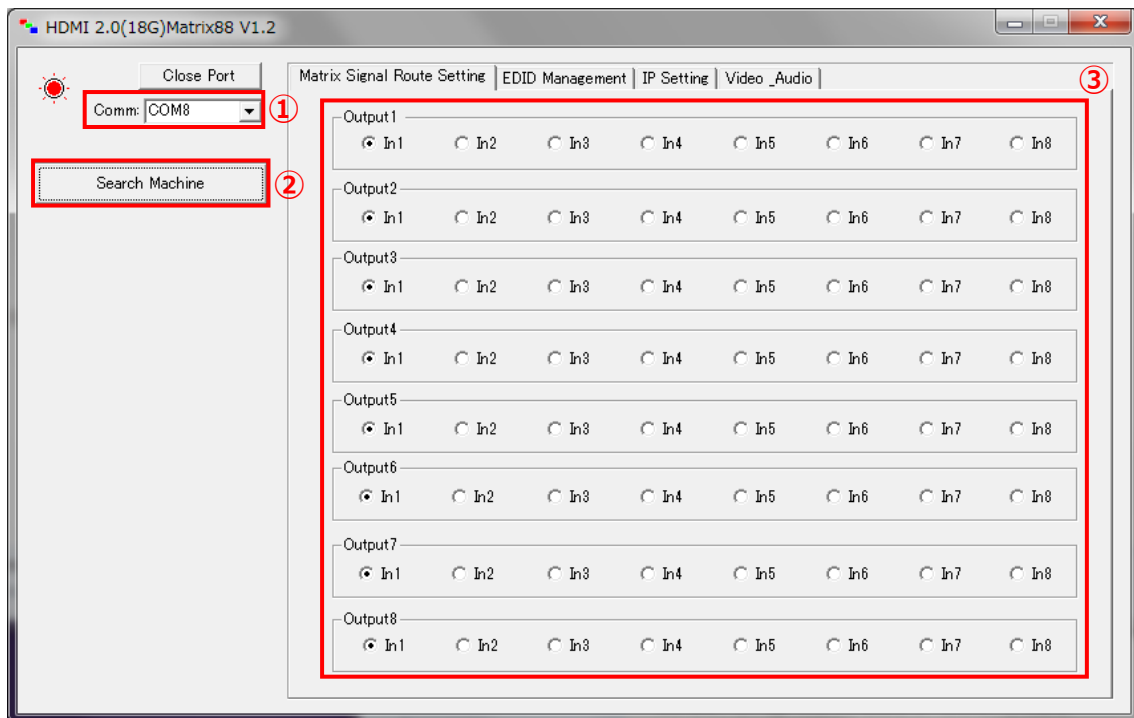 HDMI 2.0(18G)Matrix88 V1.2
Close Port
Comm: COM8 ①
Search Machine ②
Matrix Signal Route Setting EDID Management IP Setting Video _Audio ③
Output1
In1 In2 In3 In4 In5 In6 In7 In8
Output2
In1 In2 In3 In4 In5 In6 In7 In8
Output3
In1 In2 In3 In4 In5 In6 In7 In8
Output4
In1 In2 In3 In4 In5 In6 In7 In8
Output5
In1 In2 In3 In4 In5 In6 In7 In8
Output6
In1 In2 In3 In4 In5 In6 In7 In8
Output7
In1 In2 In3 In4 In5 In6 In7 In8
Output8
In1 In2 In3 In4 In5 In6 In7 In8